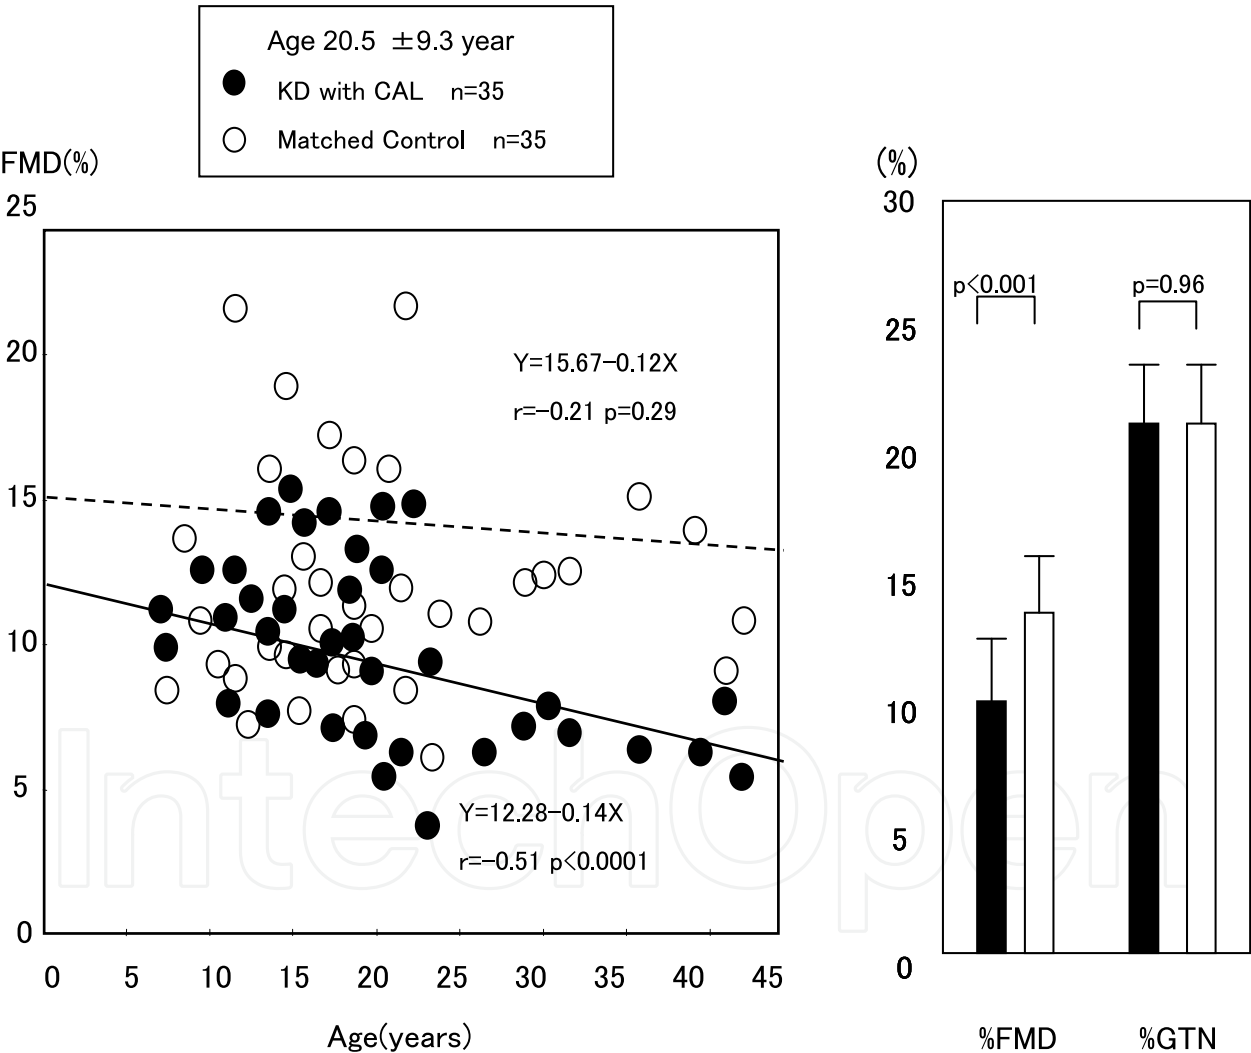 Age 20.5 ±9.3 year
KD with CAL n=35
Matched Control n=35
FMD(%)
25
20
15
10
5
0
0 5 10 15 20 25 30 35 40 45
Age(years)
Y=15.67-0.12X
r=-0.21 p=0.29
Y=12.28-0.14X
r=-0.51 p<0.0001
(%)
30
25
20
15
10
5
0
p<0.001
p=0.96
%FMD %GTN
IntechOpen